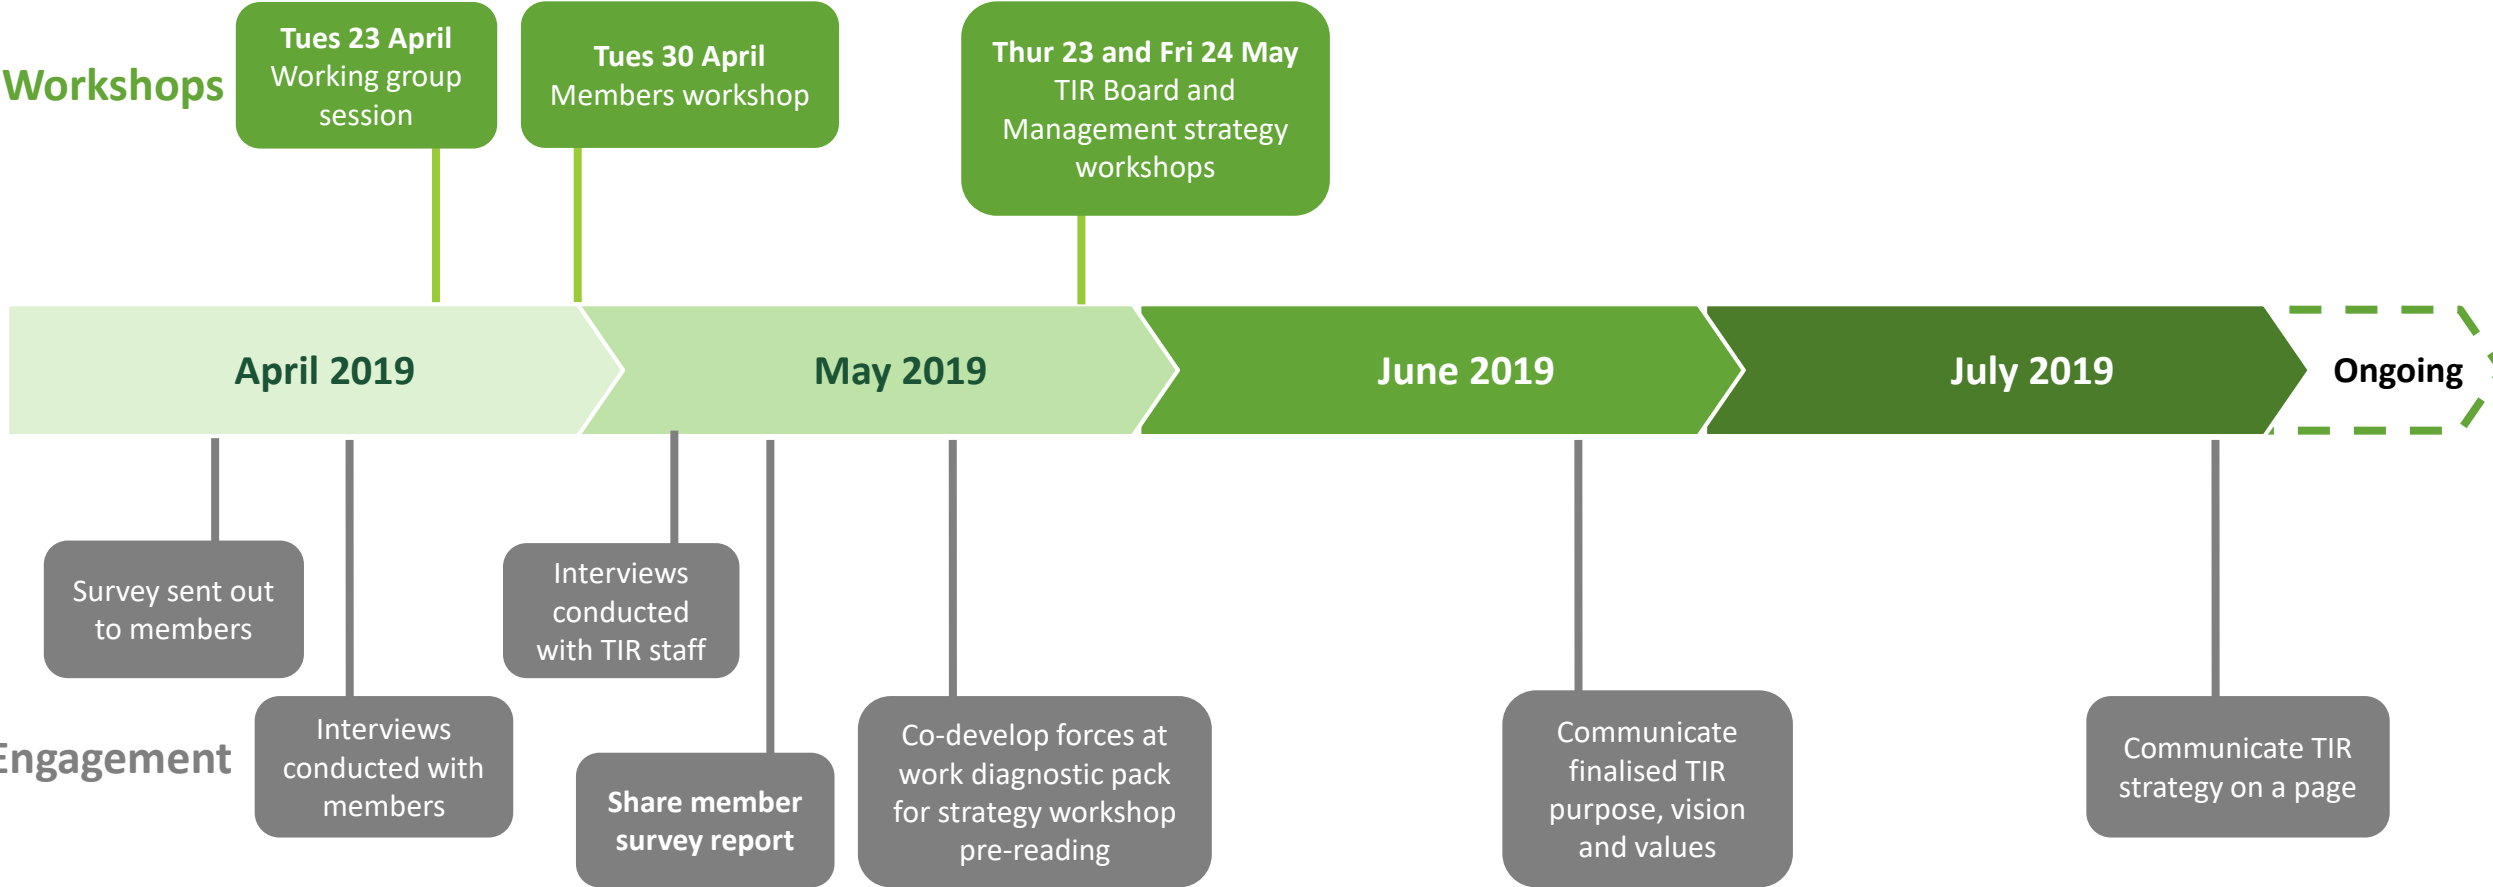 Workshops
Tues 23 April
Working group
session
Tues 30 April
Members workshop
Thur 23 and Fri 24 May
TIR Board and
Management strategy
workshops
April 2019
May 2019
June 2019
July 2019
Ongoing
Survey sent out
to members
Interviews
conducted
with TIR staff
Engagement
Interviews
conducted with
members
Share member
survey report
Co-develop forces at
work diagnostic pack
for strategy workshop
pre-reading
Communicate
finalised TIR
purpose, vision
and values
Communicate TIR
strategy on a page